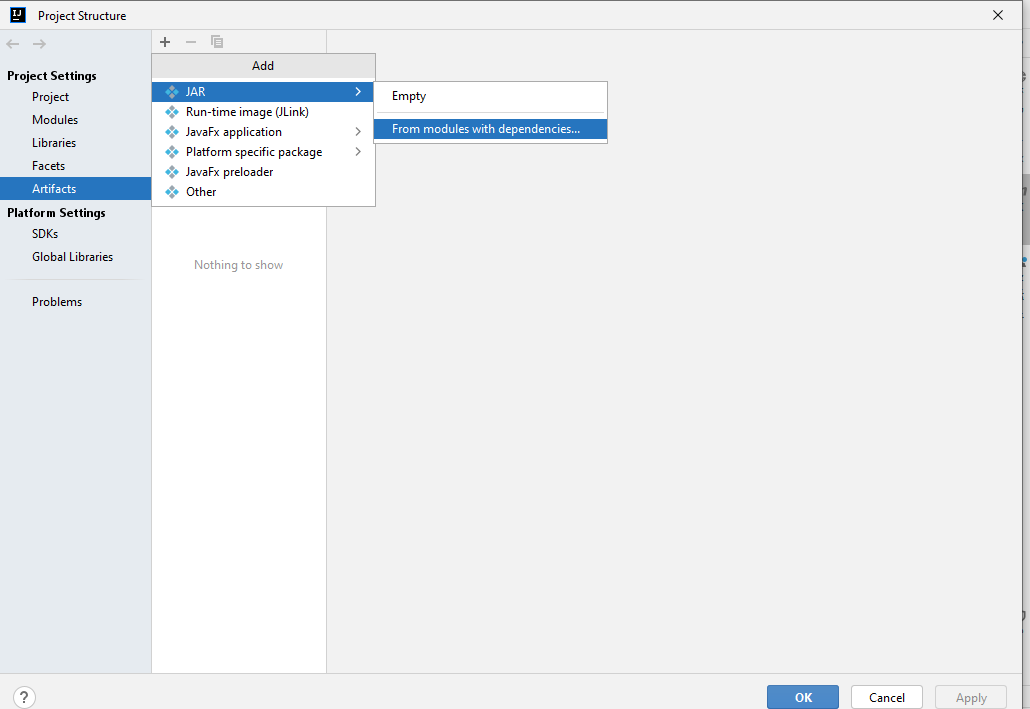 IJ
Project Structure
Add
Project Settings
Project
Modules
Libraries
Facets
Artifacts
Platform Settings
SDKs
Global Libraries
Problems
JAR
Run-time image (JLink)
JavaFx application
Platform specific package
JavaFx preloader
Other
Empty
From modules with dependencies...
Nothing to show
?
OK
Cancel
Apply